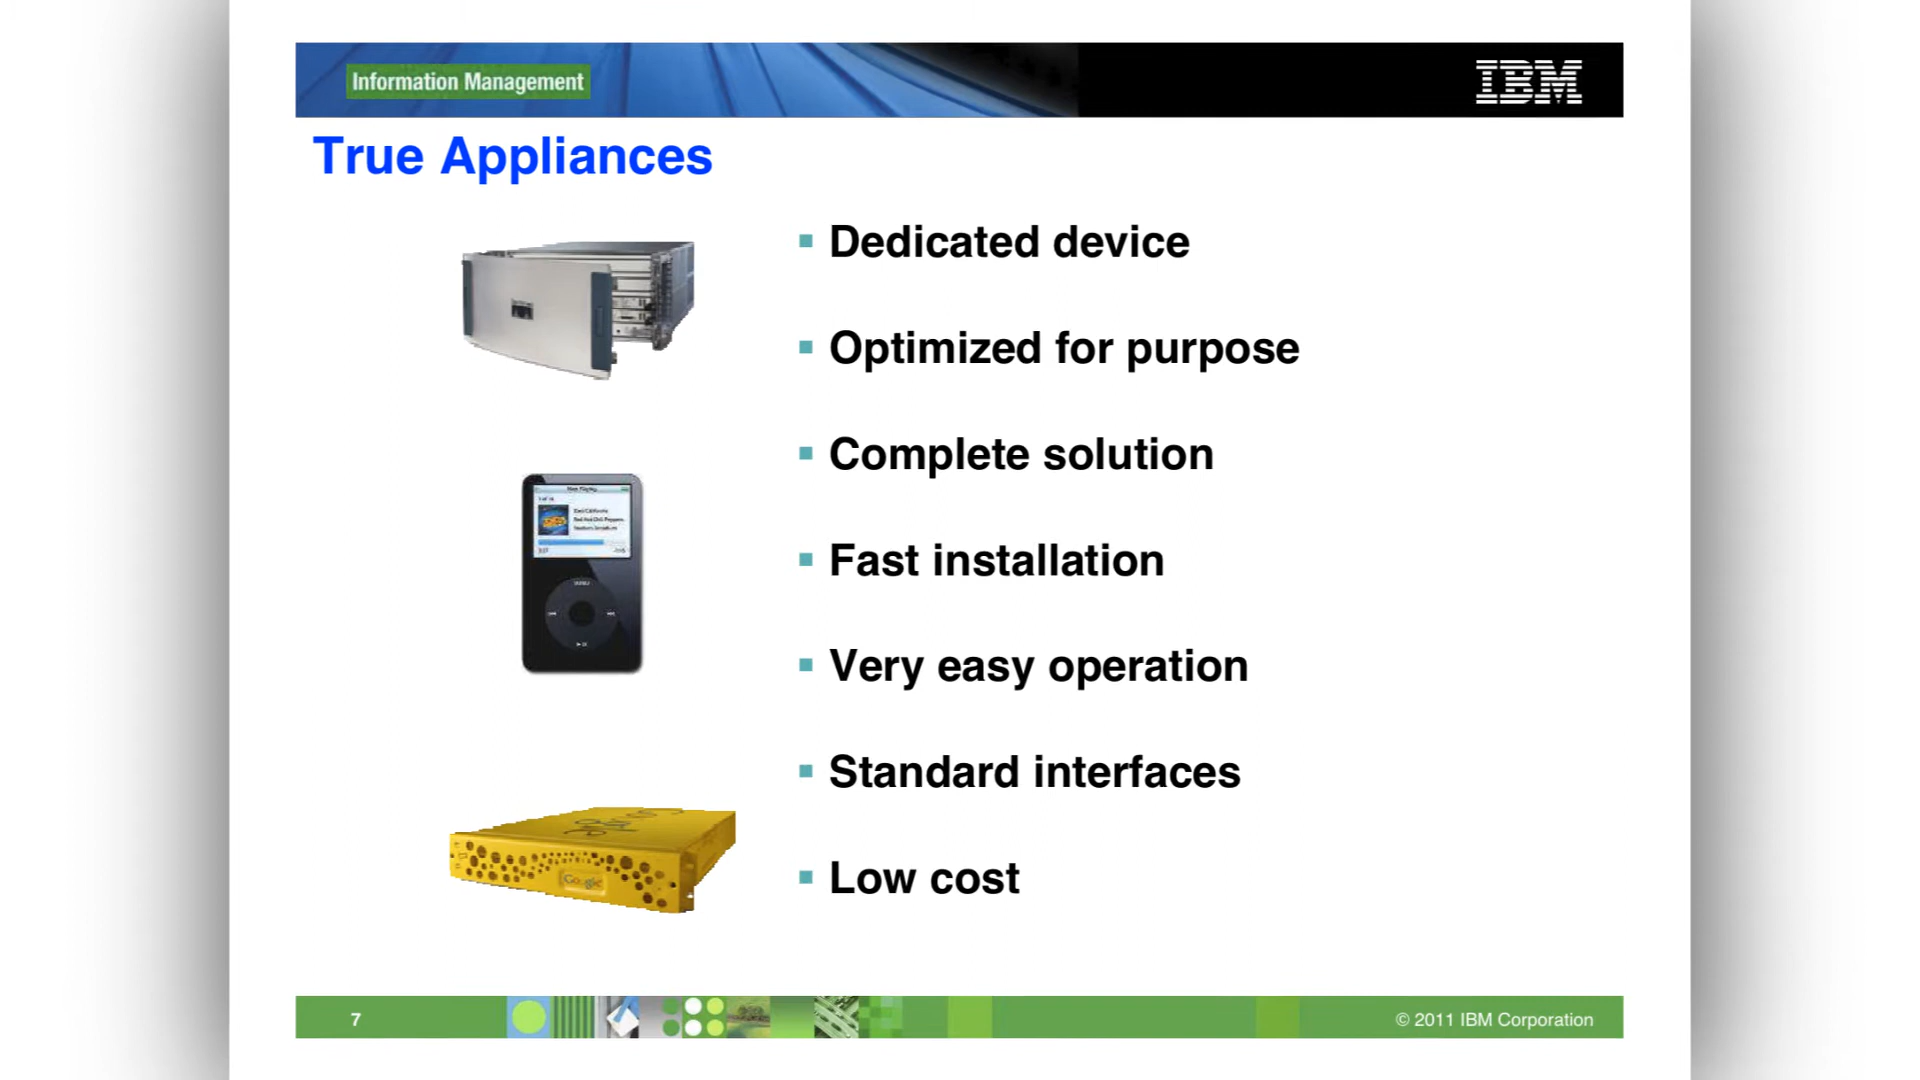 Information Management
IBM
True Appliances
Dedicated device
Optimized for purpose
Complete solution
Fast installation
Very easy operation
Standard interfaces
Low cost
Google
7
© 2011 IBM Corporation